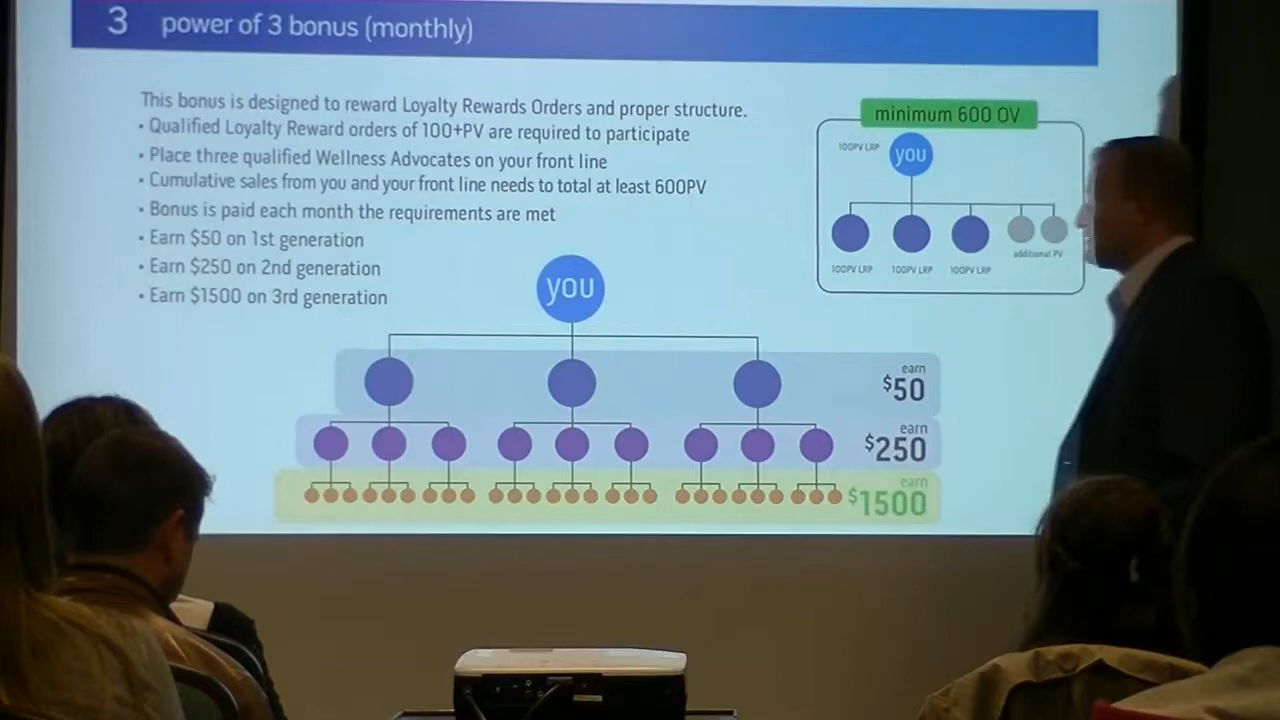 3 power of 3 bonus (monthly)
This bonus is designed to reward Loyalty Rewards Orders and proper structure.
• Qualified Loyalty Reward orders of 100+PV are required to participate
• Place three qualified Wellness Advocates on your front line
• Cumulative sales from you and your front line needs to total at least 600PV
• Bonus is paid each month the requirements are met
• Earn $50 on 1st generation
• Earn $250 on 2nd generation
• Earn $1500 on 3rd generation
minimum 600 OV
100PV LRP
you
100PV LRP 100PV LRP 100PV LRP
additional PV
you
earn
$50
earn
$250
earn
$1500